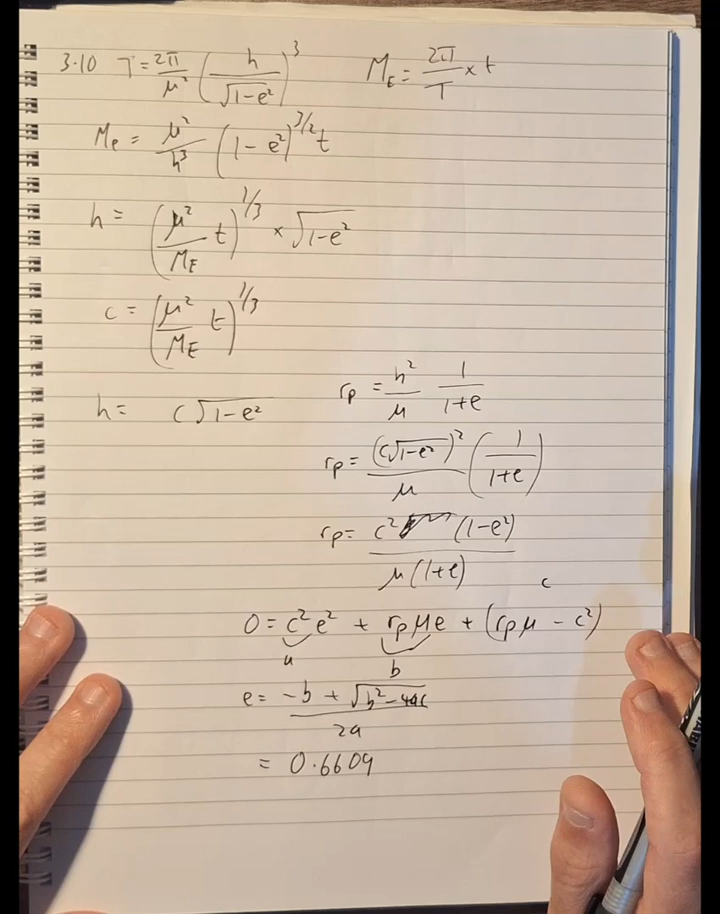 3.10 T = 2π/μ² (h/√(1-e²))³ M_E = 2π/T × t
M_e = μ²/h³ (1 - e²)^3/2 t
h = (μ²/M_E t)^1/3 × √(1-e²)
c = (μ²/M_E t)^1/3
h = c√(1-e²)
r_p = h²/μ 1/(1+e)
r_p = (c√(1-e²))²/μ (1/(1+e))
r_p = c² (1-e²)/μ(1+e)
c
0 = c²e² + r_pμe + (r_pμ - c²)
a b
e = (-b + √(b²-4ac))/2a
= 0.6609